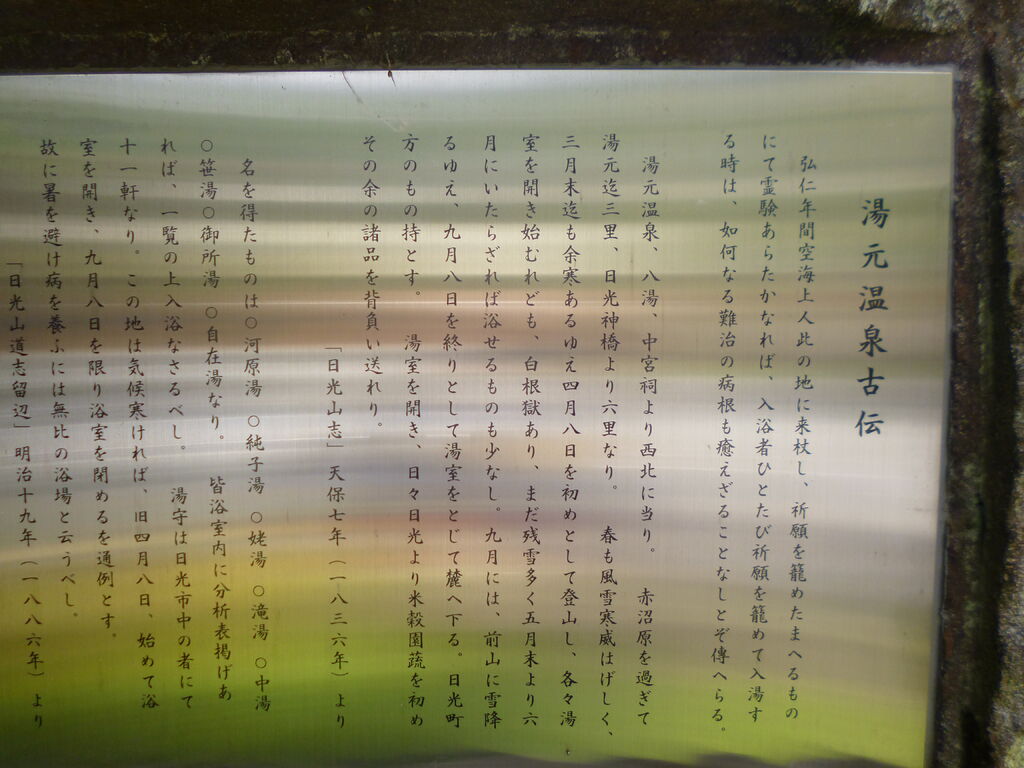 湯元温泉古伝
弘仁年間空海上人此の地に来杖し、祈願を籠めたまへるもの
にて霊験あらたかなれば、入浴者ひとたび祈願を籠めて入湯す
る時は、如何なる難治の病根も癒えざることなしとぞ傳へらる。
湯元温泉、八湯、中宮祠より西北に当り。 赤沼原を過ぎて
湯元迄三里、日光神橋より六里なり。 春も風雪寒威はげしく、
三月末迄も余寒あるゆえ四月八日を初めとして登山し、各々湯
室を開き始むれども、白根獄あり、まだ残雪多く五月末より六
月にいたらざれば浴せるものも少なし。九月には、前山に雪降
るゆえ、九月八日を終りとして湯室をとじて麓へ下る。日光町
方のもの持とす。 湯室を開き、日々日光より米穀園蔬を初め
その余の諸品を背負い送れり。
「日光山志」天保七年(一八三六年)より
名を得たものは○河原湯 ○純子湯 ○姥湯 ○滝湯 ○中湯
○笹湯○御所湯 ○自在湯なり。 皆浴室内に分析表掲げあ
れば、一覧の上入浴なさるべし。 湯守は日光市中の者にて
十一軒なり。この地は気候寒ければ、旧四月八日、始めて浴
室を開き、九月八日を限り浴室を閉めるを通例とす。
故に暑を避け病を養ふには無比の浴場と云うべし。
「日光山道志留辺」明治十九年(一八八六年)より